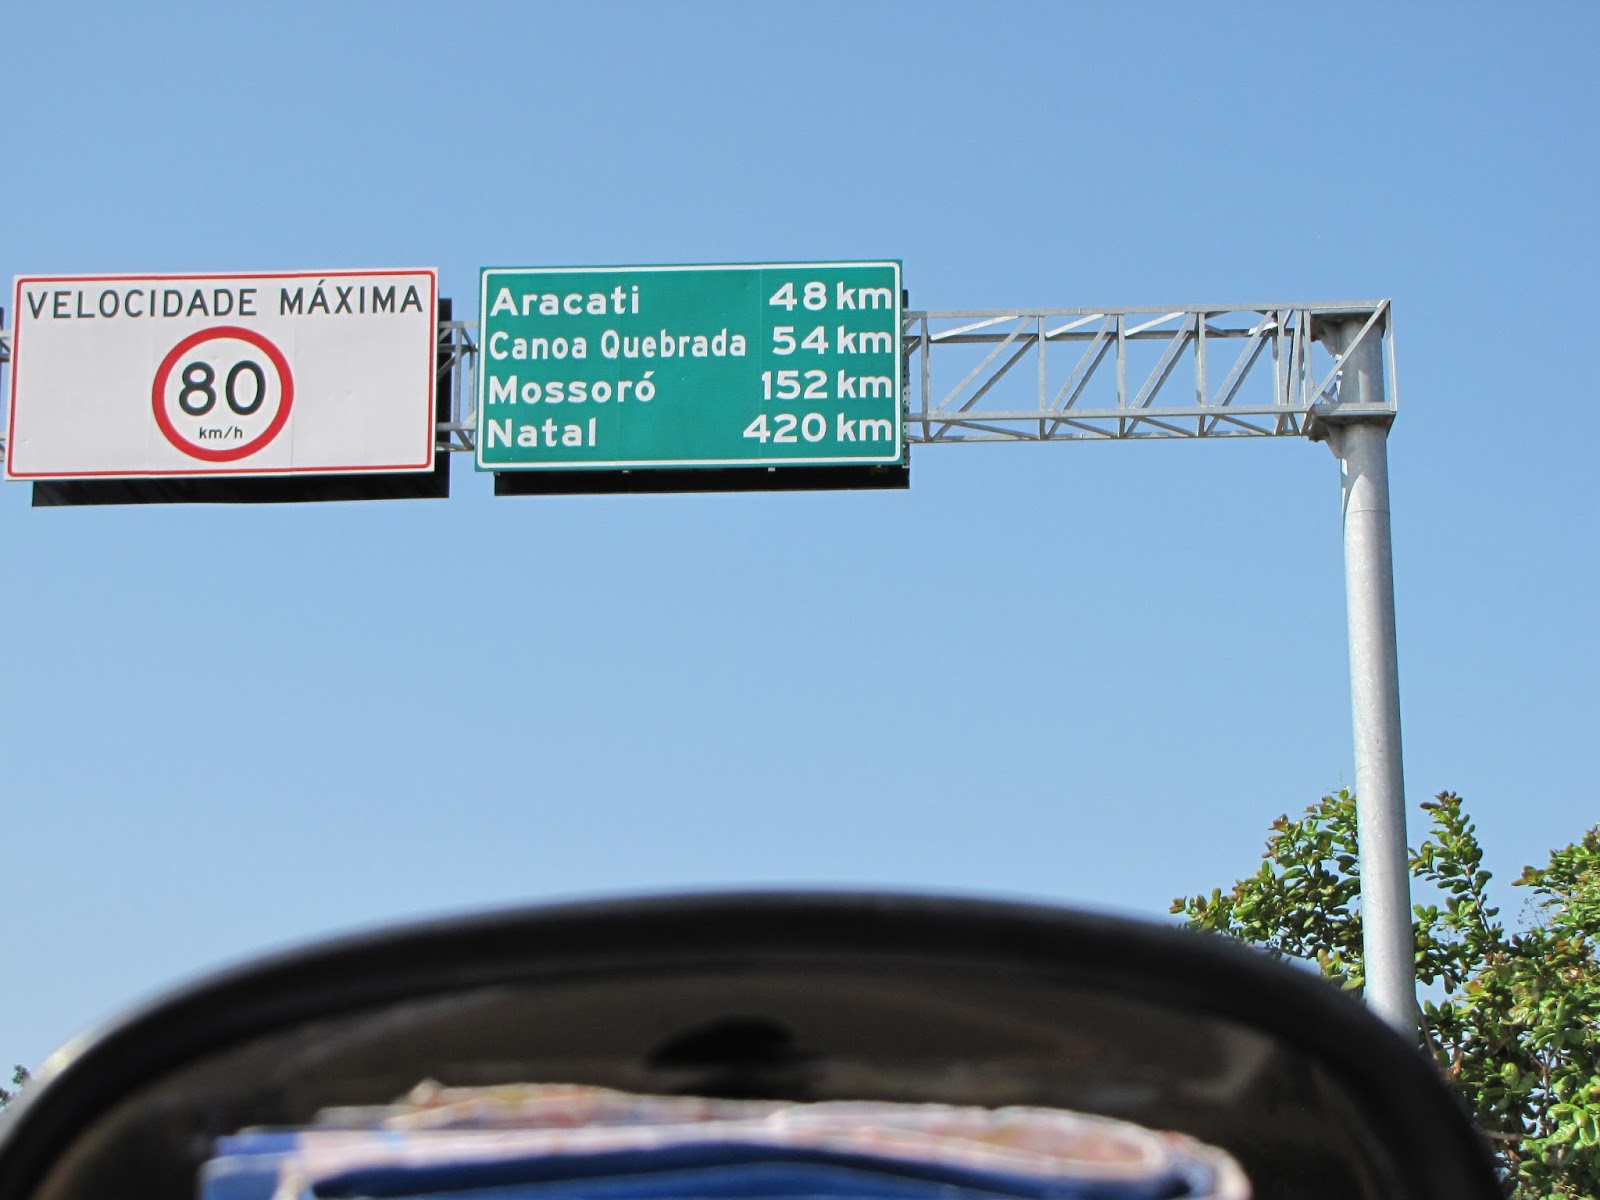 VELOCIDADE MÁXIMA
80
km/h
Aracati 48 km
Canoa Quebrada 54 km
Mossoró 152 km
Natal 420 km